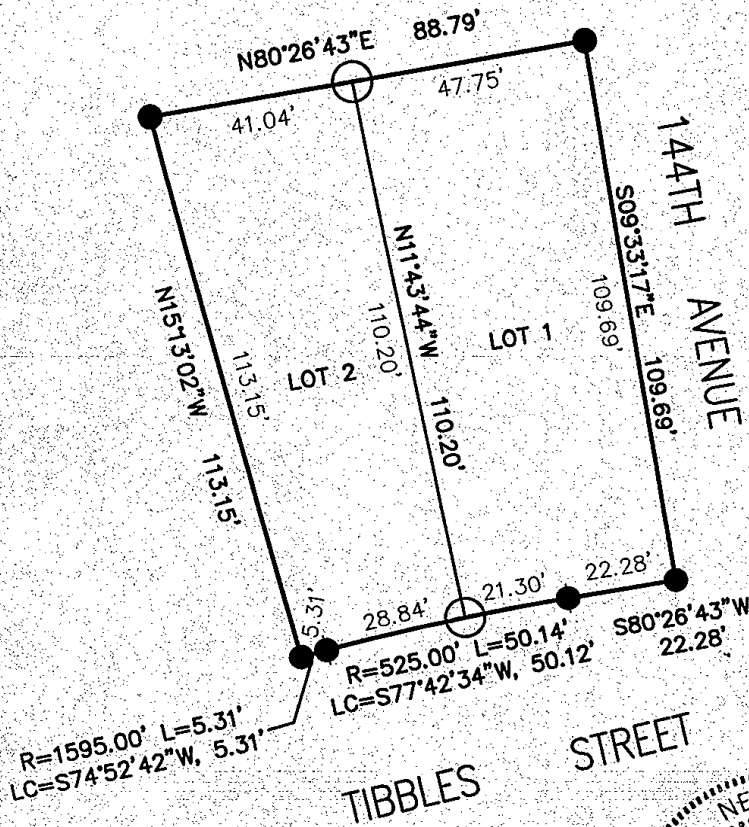 N80°26'43"E 88.79'
41.04'
47.75'
144TH AVENUE
S09°33'17"E 109.69'
109.69'
N11°43'44"W 110.20'
110.20'
LOT 1
LOT 2
N15°13'02"W 113.15'
113.15'
5.31'
28.84'
21.30'
22.28'
S80°26'43"W
22.28'
R=525.00' L=50.14'
LC=S77°42'34"W, 50.12'
R=1595.00' L=5.31'
LC=S74°52'42"W, 5.31'
TIBBLES STREET
NE